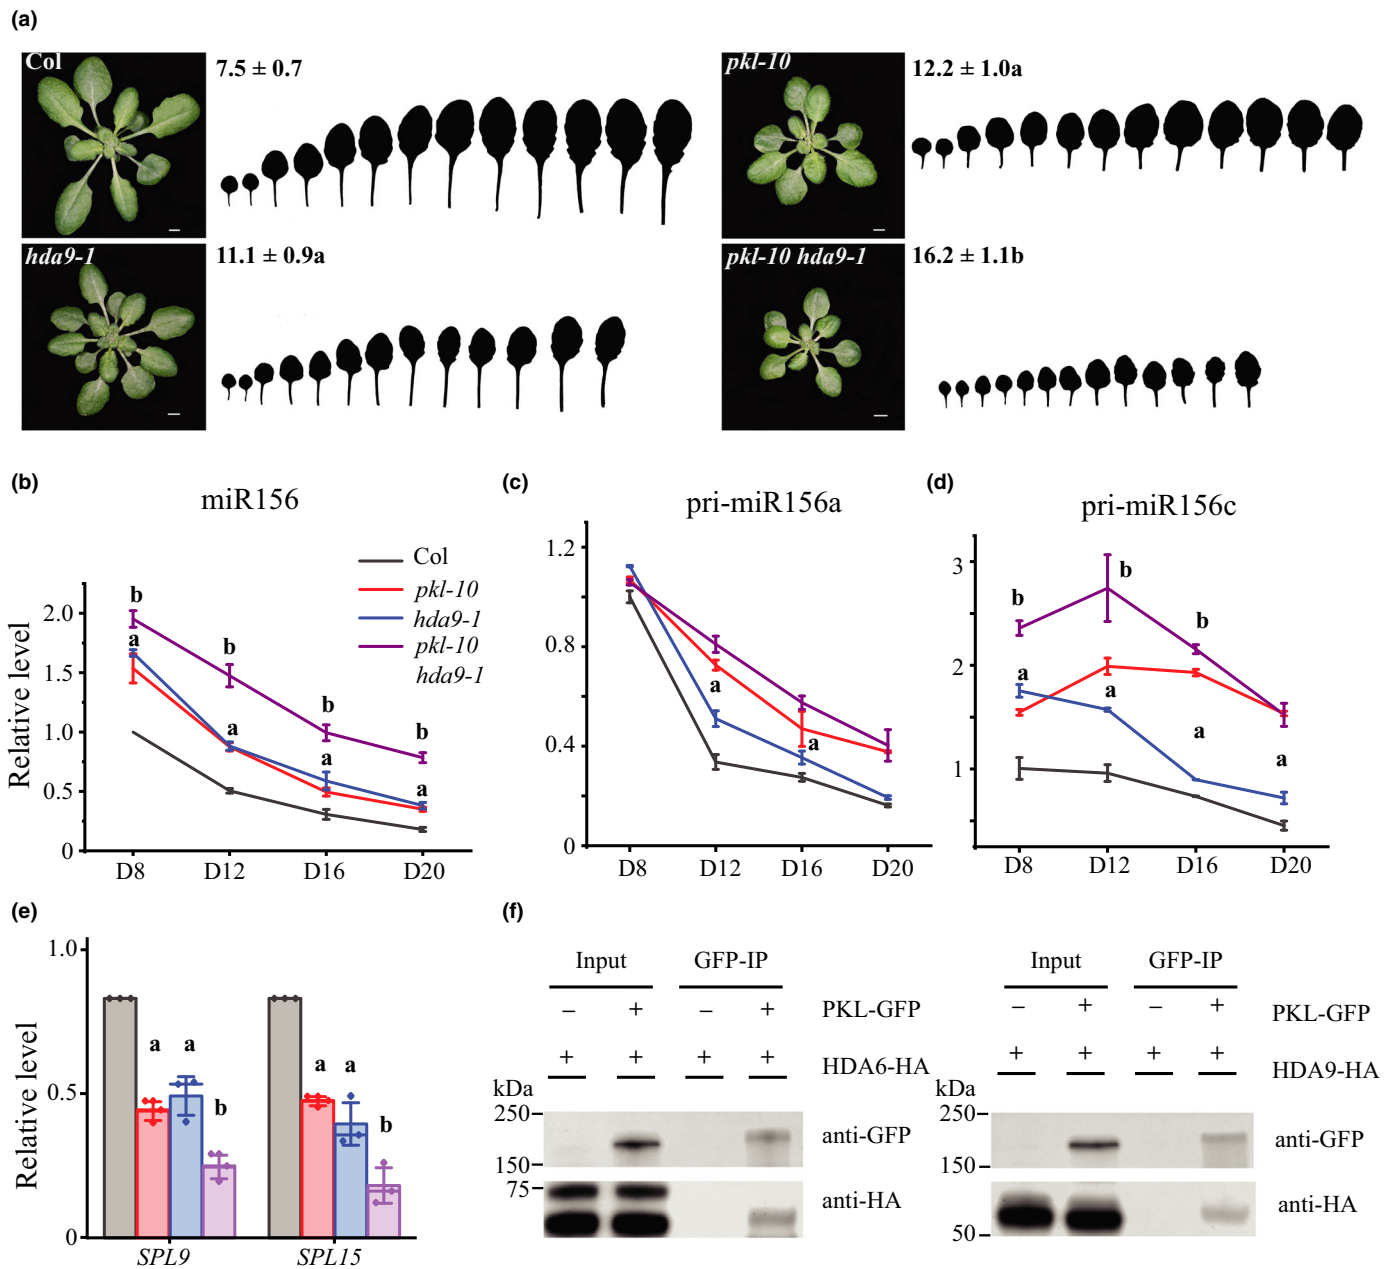 (a)
Col
7.5 ± 0.7
pkl-10
12.2 ± 1.0a
hda9-1
11.1 ± 0.9a
pkl-10 hda9-1
16.2 ± 1.1b
(b)
miR156
Relative level
2.0
1.5
1.0
0.5
0
b
a
b
a
b
a
b
a
D8 D12 D16 D20
Col
pkl-10
hda9-1
pkl-10
hda9-1
(c)
pri-miR156a
1.2
0.8
0.4
0
a
a
D8 D12 D16 D20
(d)
pri-miR156c
3
2
1
b
a
b
a
b
a
a
D8 D12 D16 D20
(e)
Relative level
1.0
0.5
0
a a b
a a b
SPL9 SPL15
(f)
Input GFP-IP
– + – + PKL-GFP
+ + + + HDA6-HA
kDa
250
150
anti-GFP
75
anti-HA
Input GFP-IP
– + – + PKL-GFP
+ + + + HDA9-HA
kDa
250
150
anti-GFP
50
anti-HA